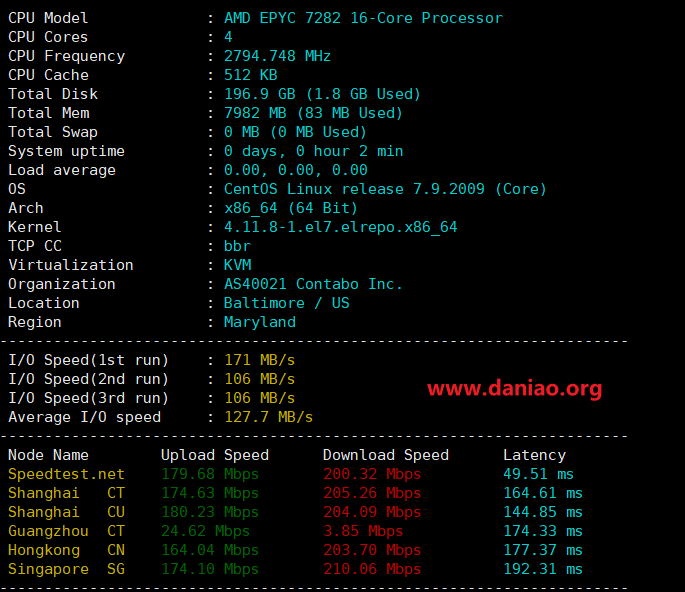 CPU Model : AMD EPYC 7282 16-Core Processor
CPU Cores : 4
CPU Frequency : 2794.748 MHz
CPU Cache : 512 KB
Total Disk : 196.9 GB (1.8 GB Used)
Total Mem : 7982 MB (83 MB Used)
Total Swap : 0 MB (0 MB Used)
System uptime : 0 days, 0 hour 2 min
Load average : 0.00, 0.00, 0.00
OS : CentOS Linux release 7.9.2009 (Core)
Arch : x86_64 (64 Bit)
Kernel : 4.11.8-1.el7.elrepo.x86_64
TCP CC : bbr
Virtualization : KVM
Organization : AS40021 Contabo Inc.
Location : Baltimore / US
Region : Maryland
----------------------------------------------------------------------
I/O Speed(1st run) : 171 MB/s
I/O Speed(2nd run) : 106 MB/s
I/O Speed(3rd run) : 106 MB/s
www.daniao.org
Average I/O speed : 127.7 MB/s
----------------------------------------------------------------------
Node Name Upload Speed Download Speed Latency
Speedtest.net 179.68 Mbps 200.32 Mbps 49.51 ms
Shanghai CT 174.63 Mbps 205.26 Mbps 164.61 ms
Shanghai CU 180.23 Mbps 204.09 Mbps 144.85 ms
Guangzhou CT 24.62 Mbps 3.85 Mbps 174.33 ms
Hongkong CN 164.04 Mbps 203.70 Mbps 177.37 ms
Singapore SG 174.10 Mbps 210.06 Mbps 192.31 ms
----------------------------------------------------------------------